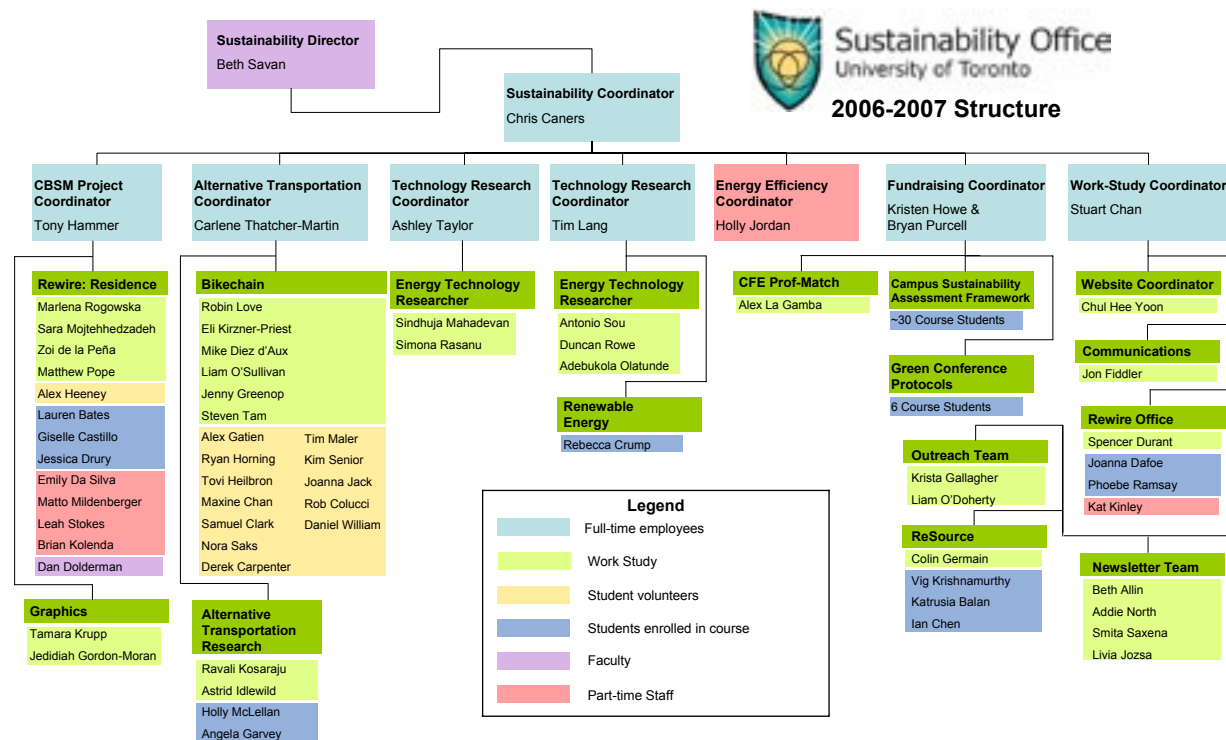 Sustainability Director
Beth Savan
Sustainability Office
University of Toronto
2006-2007 Structure
Sustainability Coordinator
Chris Caners
CBSM Project
Coordinator
Tony Hammer
Alternative Transportation
Coordinator
Carlene Thatcher-Martin
Technology Research
Coordinator
Ashley Taylor
Technology Research
Coordinator
Tim Lang
Energy Efficiency
Coordinator
Holly Jordan
Fundraising Coordinator
Kristen Howe &
Bryan Purcell
Work-Study Coordinator
Stuart Chan
Rewire: Residence
Marlena Rogowska
Sara Mojtehhedzadeh
Zoi de la Peña
Matthew Pope
Alex Heeney
Lauren Bates
Giselle Castillo
Jessica Drury
Emily Da Silva
Matto Mildenberger
Leah Stokes
Brian Kolenda
Dan Dolderman
Graphics
Tamara Krupp
Jedidiah Gordon-Moran
Bikechain
Robin Love
Eli Kirzner-Priest
Mike Diez d'Aux
Liam O'Sullivan
Jenny Greenop
Steven Tam
Alex Gatien
Ryan Horning
Tovi Heilbron
Maxine Chan
Samuel Clark
Nora Saks
Derek Carpenter
Tim Maler
Kim Senior
Joanna Jack
Rob Colucci
Daniel William
Alternative
Transportation
Research
Ravali Kosaraju
Astrid Idlewild
Holly McLellan
Angela Garvey
Energy Technology
Researcher
Sindhuja Mahadevan
Simona Rasanu
Energy Technology
Researcher
Antonio Sou
Duncan Rowe
Adebukola Olatunde
Renewable
Energy
Rebecca Crump
CFE Prof-Match
Alex La Gamba
Campus Sustainability
Assessment Framework
~30 Course Students
Green Conference
Protocols
6 Course Students
Outreach Team
Krista Gallagher
Liam O'Doherty
ReSource
Colin Germain
Vig Krishnamurthy
Katrusia Balan
Ian Chen
Website Coordinator
Chul Hee Yoon
Communications
Jon Fiddler
Rewire Office
Spencer Durant
Joanna Dafoe
Phoebe Ramsay
Kat Kinley
Newsletter Team
Beth Allin
Addie North
Smita Saxena
Livia Jozsa
Legend
Full-time employees
Work Study
Student volunteers
Students enrolled in course
Faculty
Part-time Staff